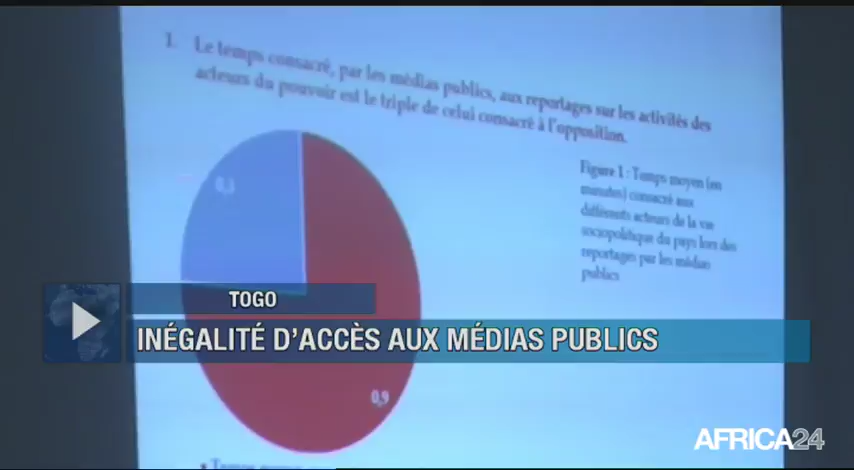 1. Le temps consacré, par les médias publics, aux reportages sur les activités des
acteurs du pouvoir est le triple de celui consacré à l'opposition.
Figure 1 : Temps moyen (en
minutes) consacré aux
différents acteurs de la vie
sociopolitique du pays lors des
reportages par les médias
publics
0,9
TOGO
INÉGALITÉ D'ACCÈS AUX MÉDIAS PUBLICS
AFRICA24